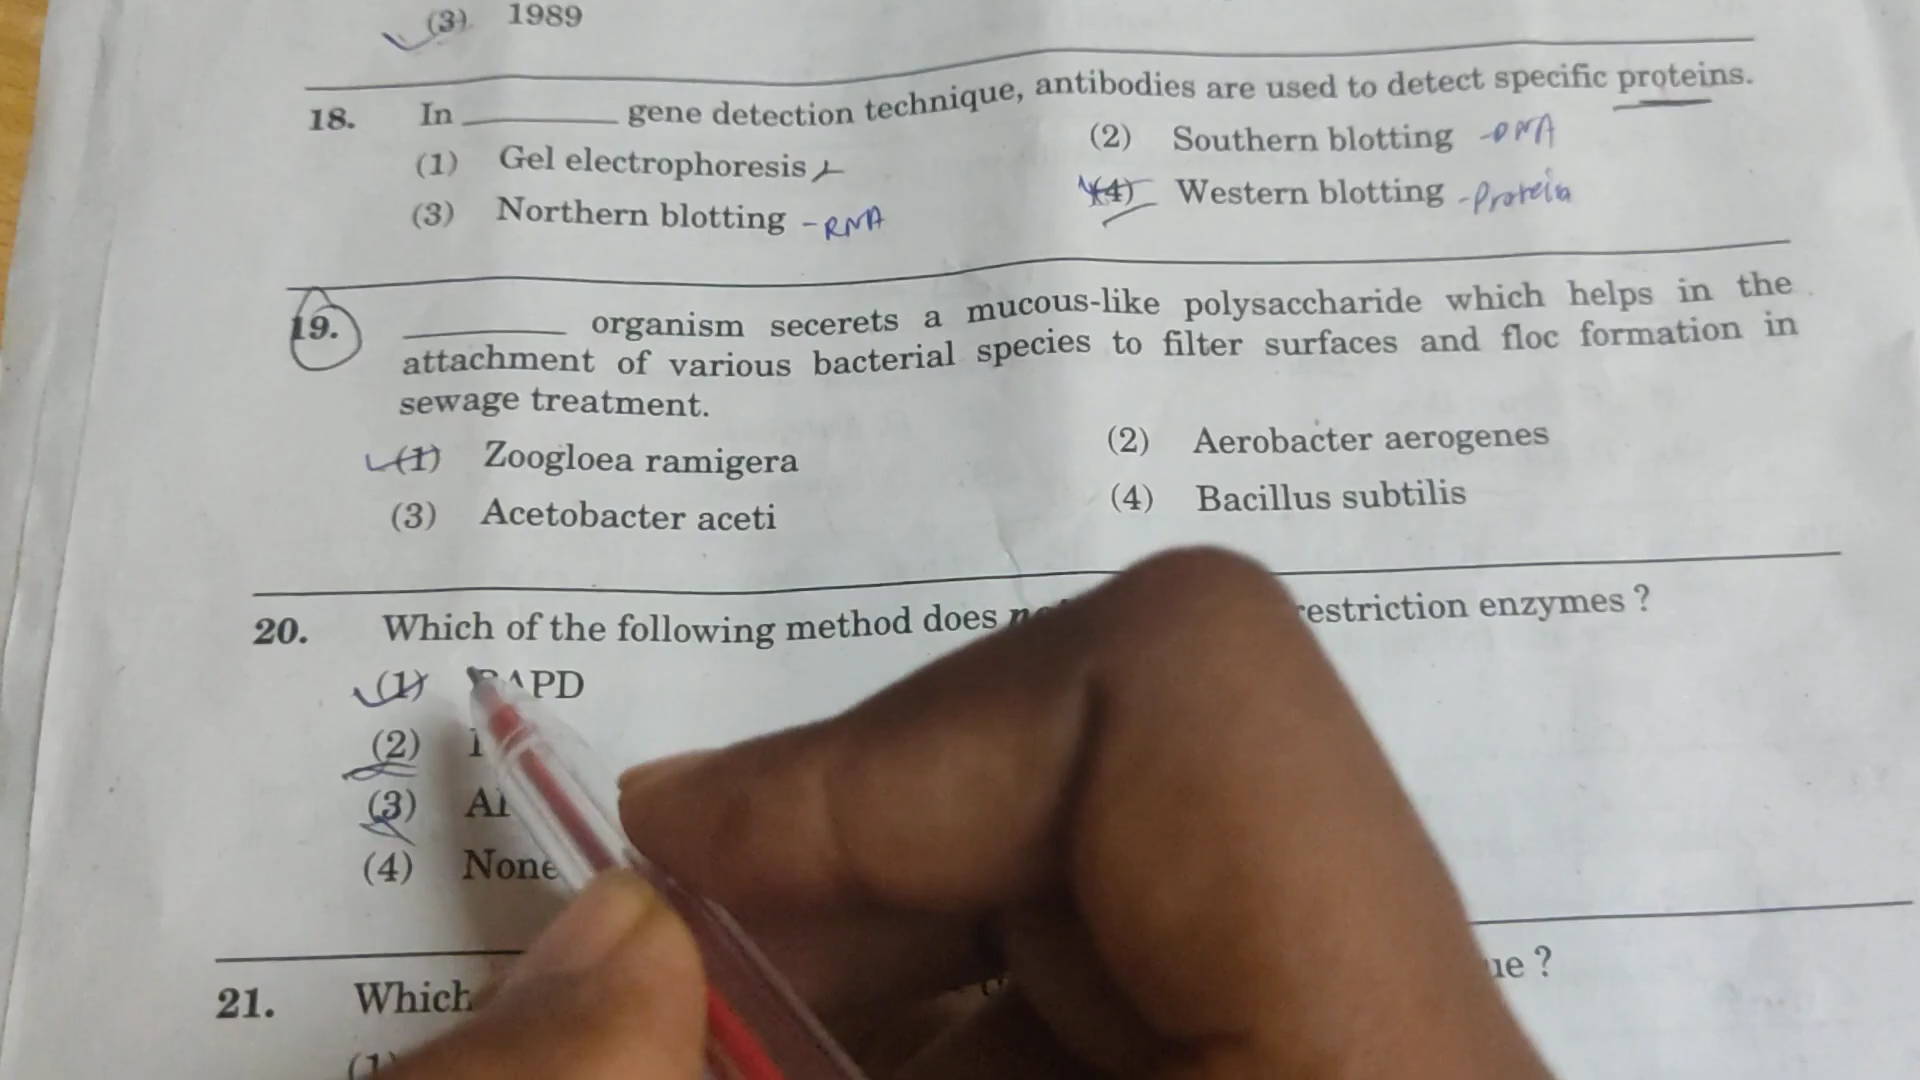 (3) 1989
18. In ________ gene detection technique, antibodies are used to detect specific proteins.
(1) Gel electrophoresis
(2) Southern blotting - DNA
(3) Northern blotting - RNA
(4) Western blotting - Protein
19. ________ organism secerets a mucous-like polysaccharide which helps in the
attachment of various bacterial species to filter surfaces and floc formation in
sewage treatment.
(1) Zoogloea ramigera
(2) Aerobacter aerogenes
(3) Acetobacter aceti
(4) Bacillus subtilis
20. Which of the following method does restriction enzymes ?
(1) RAPD
(2)
(3)
(4) None
21. Which ?
(1)